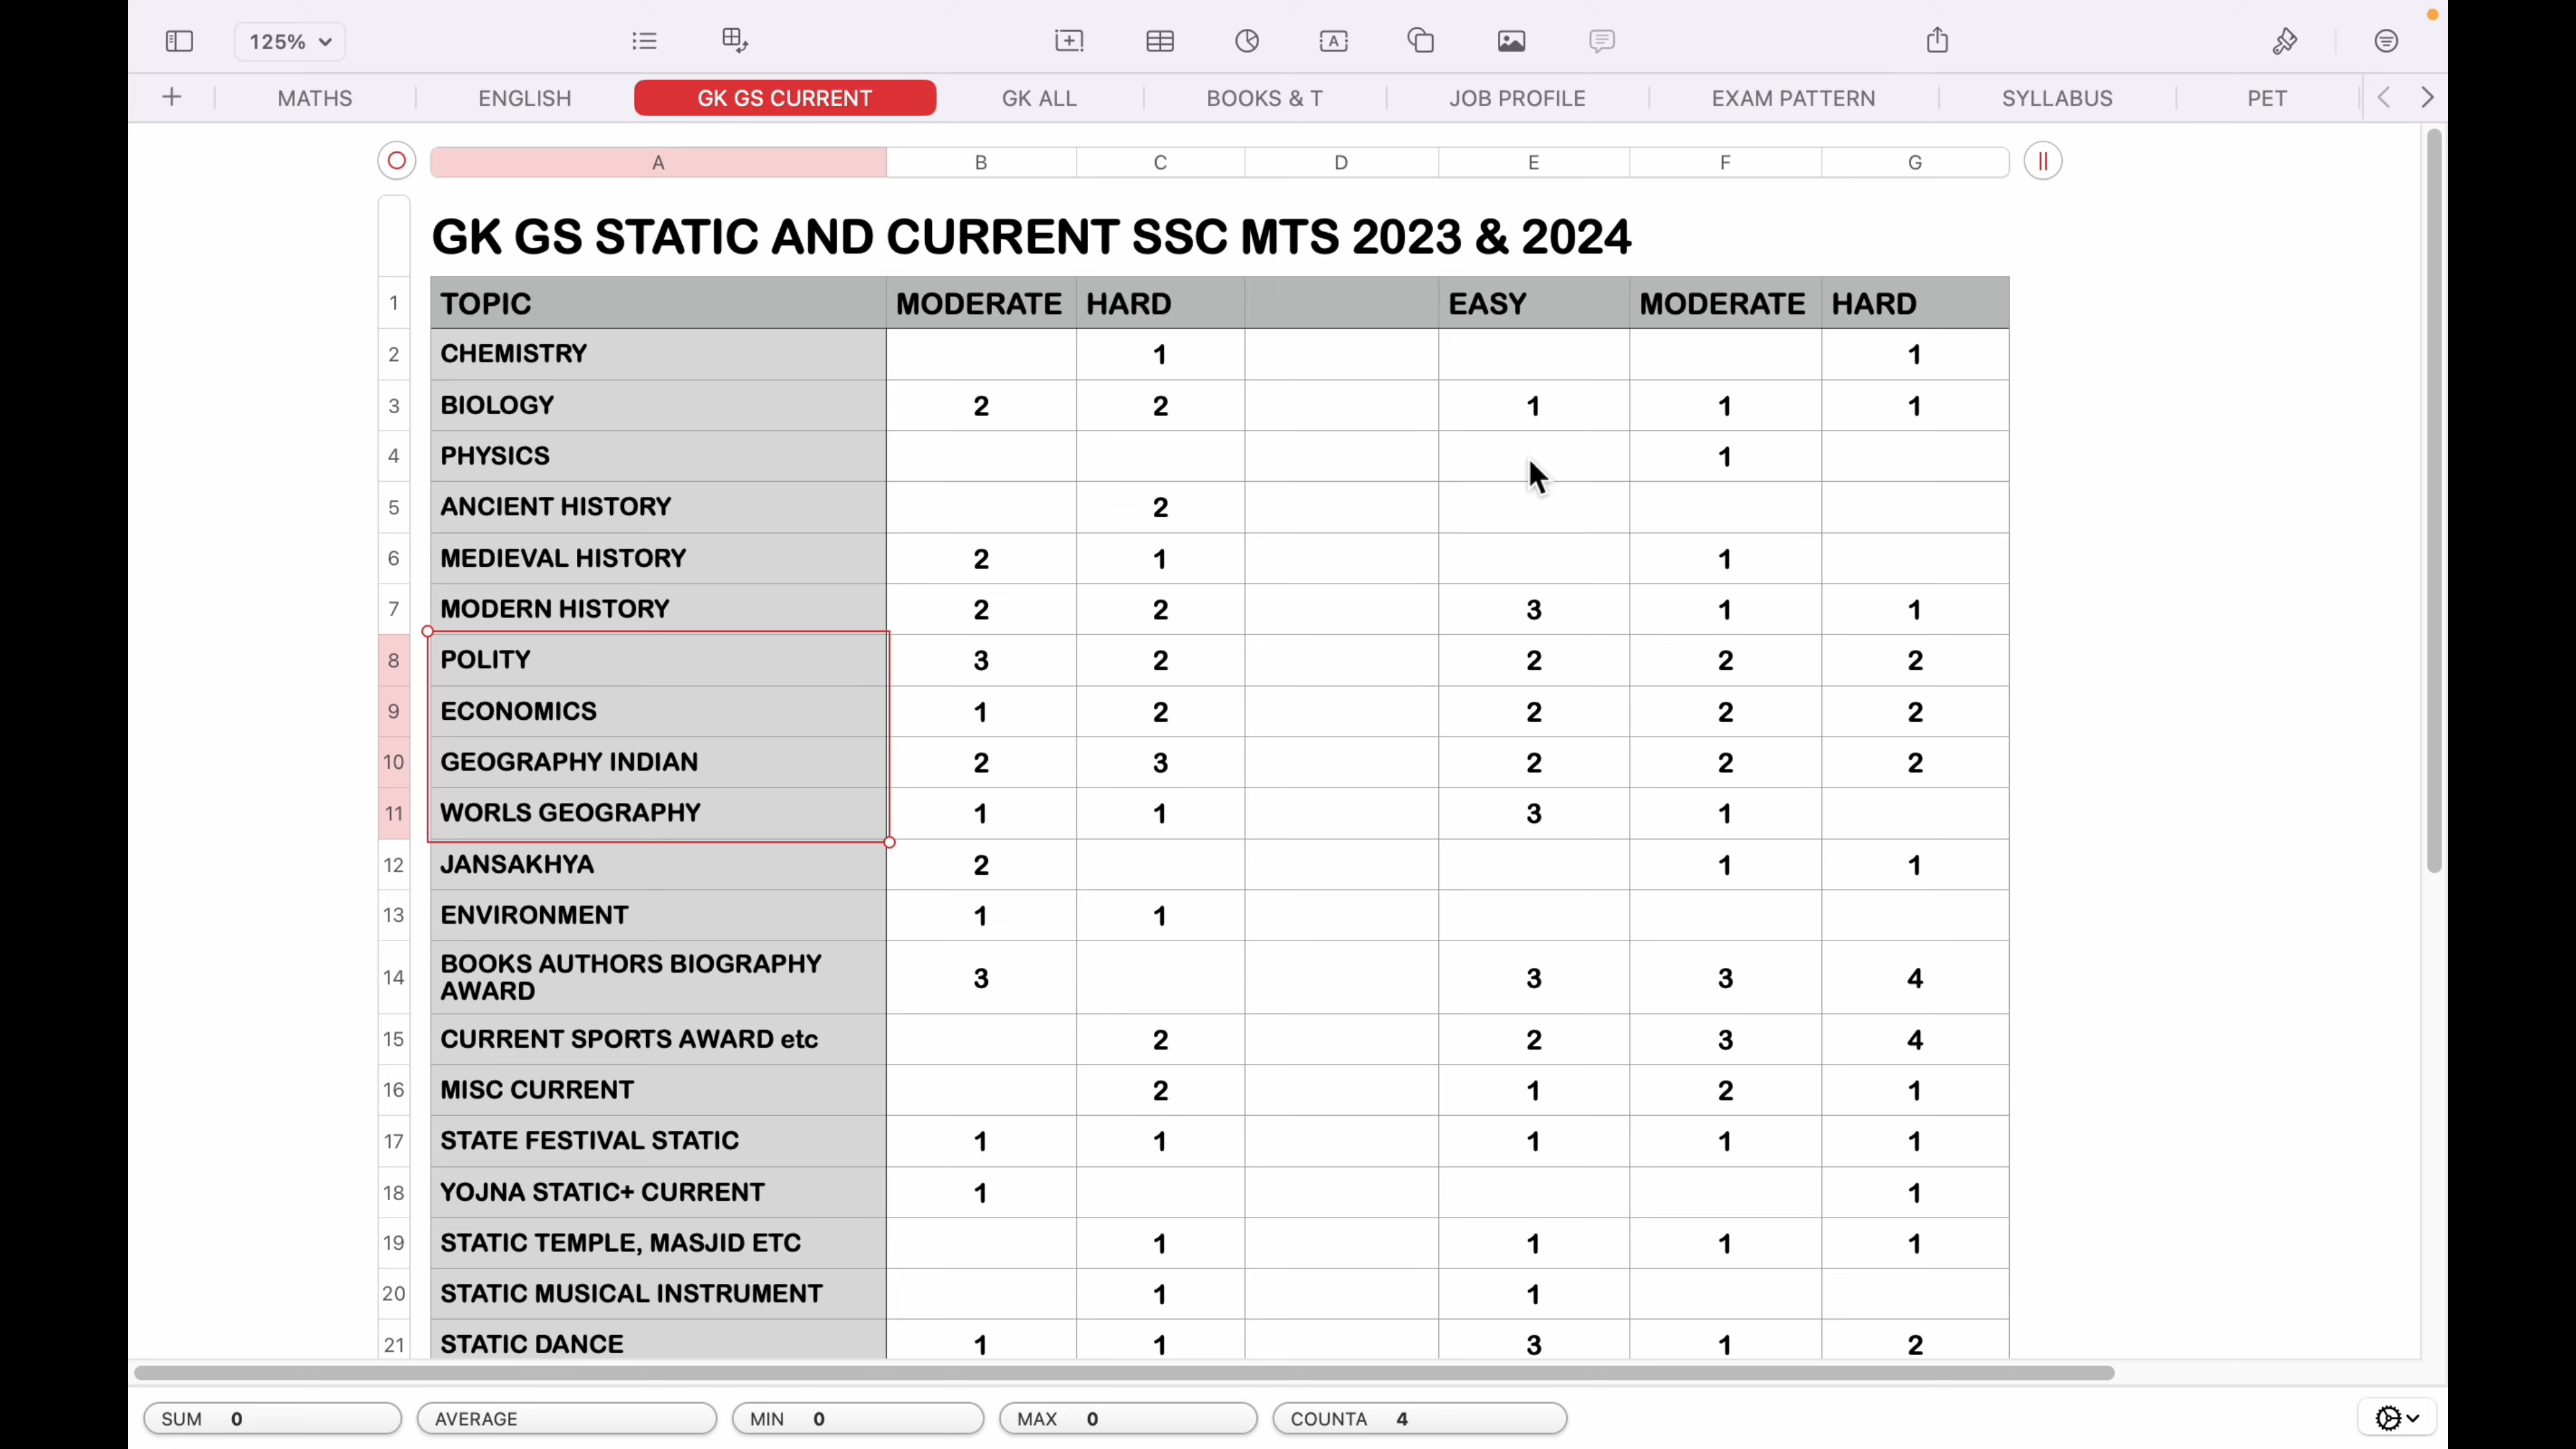 125%
MATHS ENGLISH GK GS CURRENT GK ALL BOOKS & T JOB PROFILE EXAM PATTERN SYLLABUS PET
A B C D E F G
GK GS STATIC AND CURRENT SSC MTS 2023 & 2024
1 TOPIC MODERATE HARD EASY MODERATE HARD
2 CHEMISTRY 1 1
3 BIOLOGY 2 2 1 1 1
4 PHYSICS 1
5 ANCIENT HISTORY 2
6 MEDIEVAL HISTORY 2 1 1
7 MODERN HISTORY 2 2 3 1 1
8 POLITY 3 2 2 2 2
9 ECONOMICS 1 2 2 2 2
10 GEOGRAPHY INDIAN 2 3 2 2 2
11 WORLS GEOGRAPHY 1 1 3 1
12 JANSAKHYA 2 1 1
13 ENVIRONMENT 1 1
14 BOOKS AUTHORS BIOGRAPHY
AWARD 3 3 3 4
15 CURRENT SPORTS AWARD etc 2 2 3 4
16 MISC CURRENT 2 1 2 1
17 STATE FESTIVAL STATIC 1 1 1 1 1
18 YOJNA STATIC+ CURRENT 1 1
19 STATIC TEMPLE, MASJID ETC 1 1 1 1
20 STATIC MUSICAL INSTRUMENT 1 1
21 STATIC DANCE 1 1 3 1 2
SUM 0 AVERAGE MIN 0 MAX 0 COUNTA 4